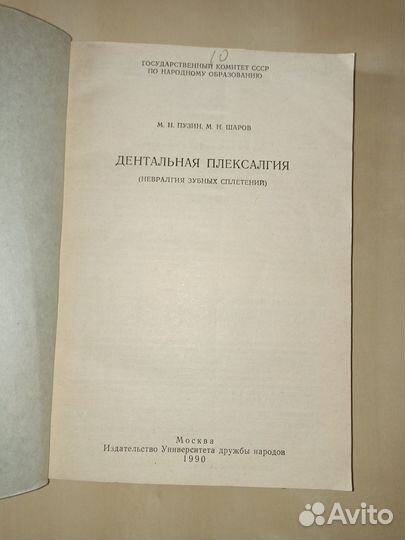 10
ГОСУДАРСТВЕННЫЙ КОМИТЕТ СССР
ПО НАРОДНОМУ ОБРАЗОВАНИЮ
М. Н. ПУЗИН, М. Н. ШАРОВ
ДЕНТАЛЬНАЯ ПЛЕКСАЛГИЯ
(НЕВРАЛГИЯ ЗУБНЫХ СПЛЕТЕНИЙ)
Москва
Издательство Университета дружбы народов
1990
Avito